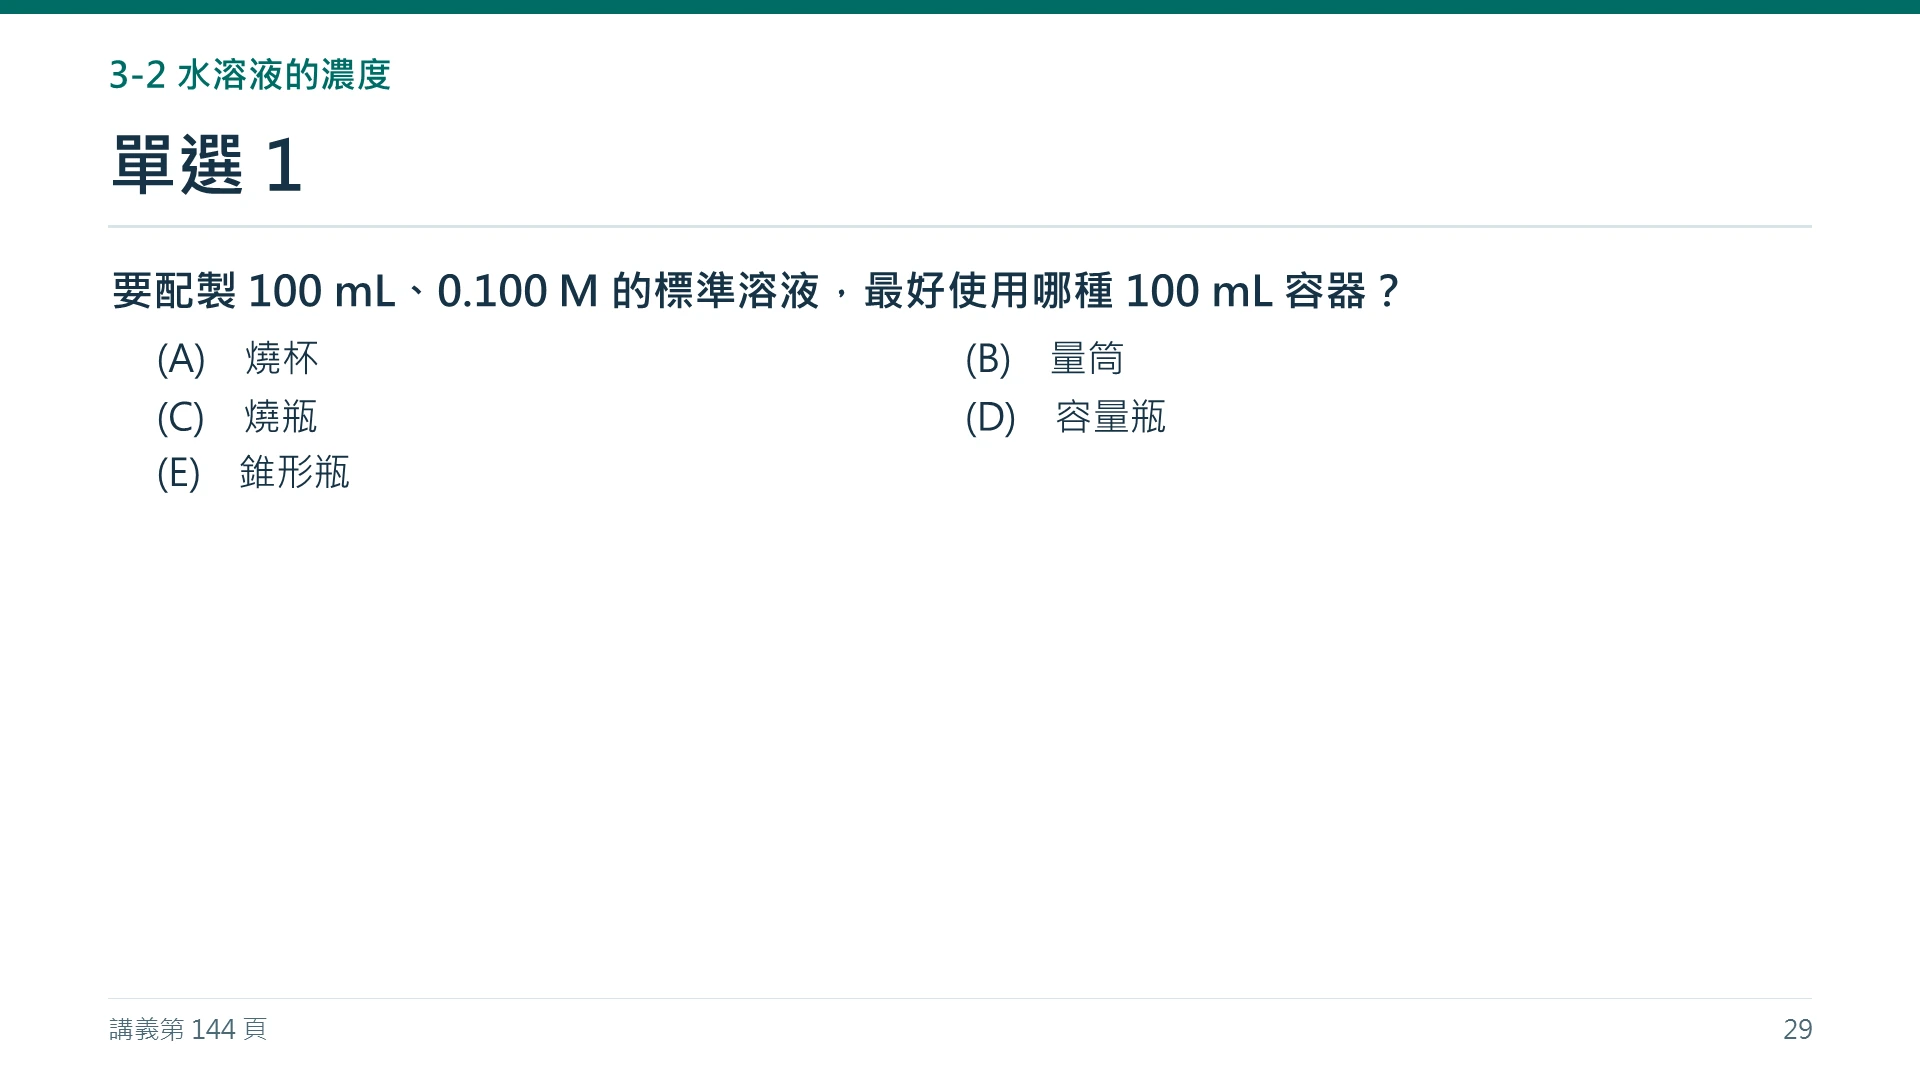 3-2 水溶液的濃度
單選 1
要配製 100 mL、0.100 M 的標準溶液，最好使用哪種 100 mL 容器？
(A) 燒杯
(B) 量筒
(C) 燒瓶
(D) 容量瓶
(E) 錐形瓶
講義第 144 頁
29